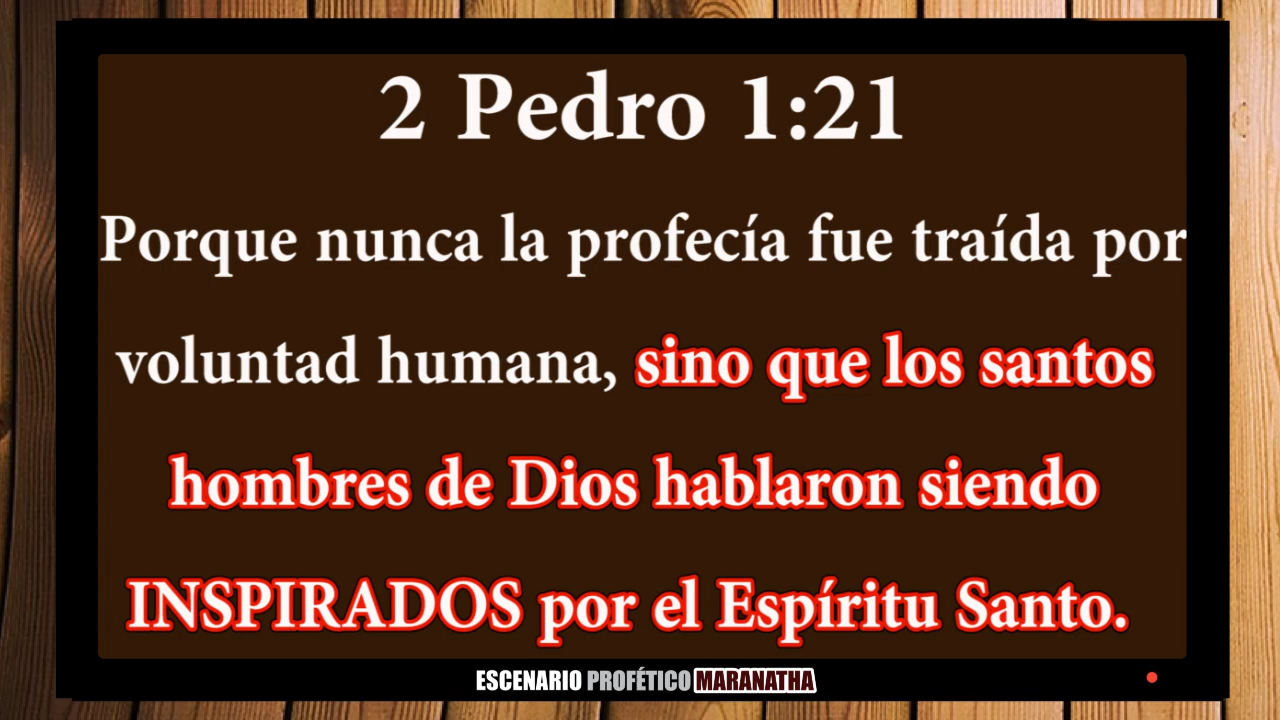 2 Pedro 1:21
Porque nunca la profecía fue traída por
voluntad humana, sino que los santos
hombres de Dios hablaron siendo
INSPIRADOS por el Espíritu Santo.
ESCENARIO PROFÉTICO MARANATHA